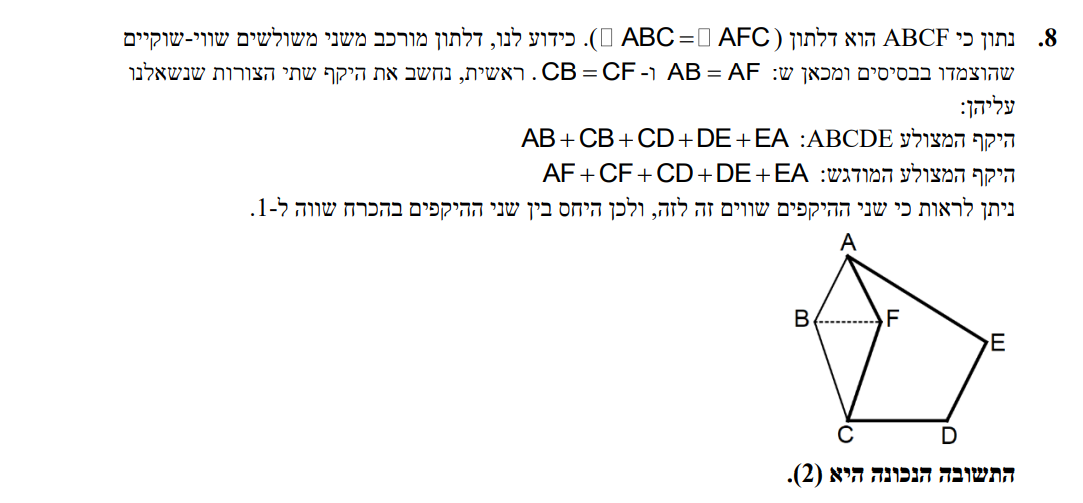 8. נתון כי ABCF הוא דלתון (□ ABC = □ AFC). כידוע לנו, דלתון מורכב משני משולשים שווי-שוקיים
שהוצמדו בבסיסים ומכאן ש: AB = AF ו- CB = CF. ראשית, נחשב את היקף שתי הצורות שנשאלנו
עליהן:
היקף המצולע ABCDE: AB + CB + CD + DE + EA
היקף המצולע המודגש: AF + CF + CD + DE + EA
ניתן לראות כי שני ההיקפים שווים זה לזה, ולכן היחס בין שני ההיקפים בהכרח שווה ל-1.
A
B F
E
C D
התשובה הנכונה היא (2).